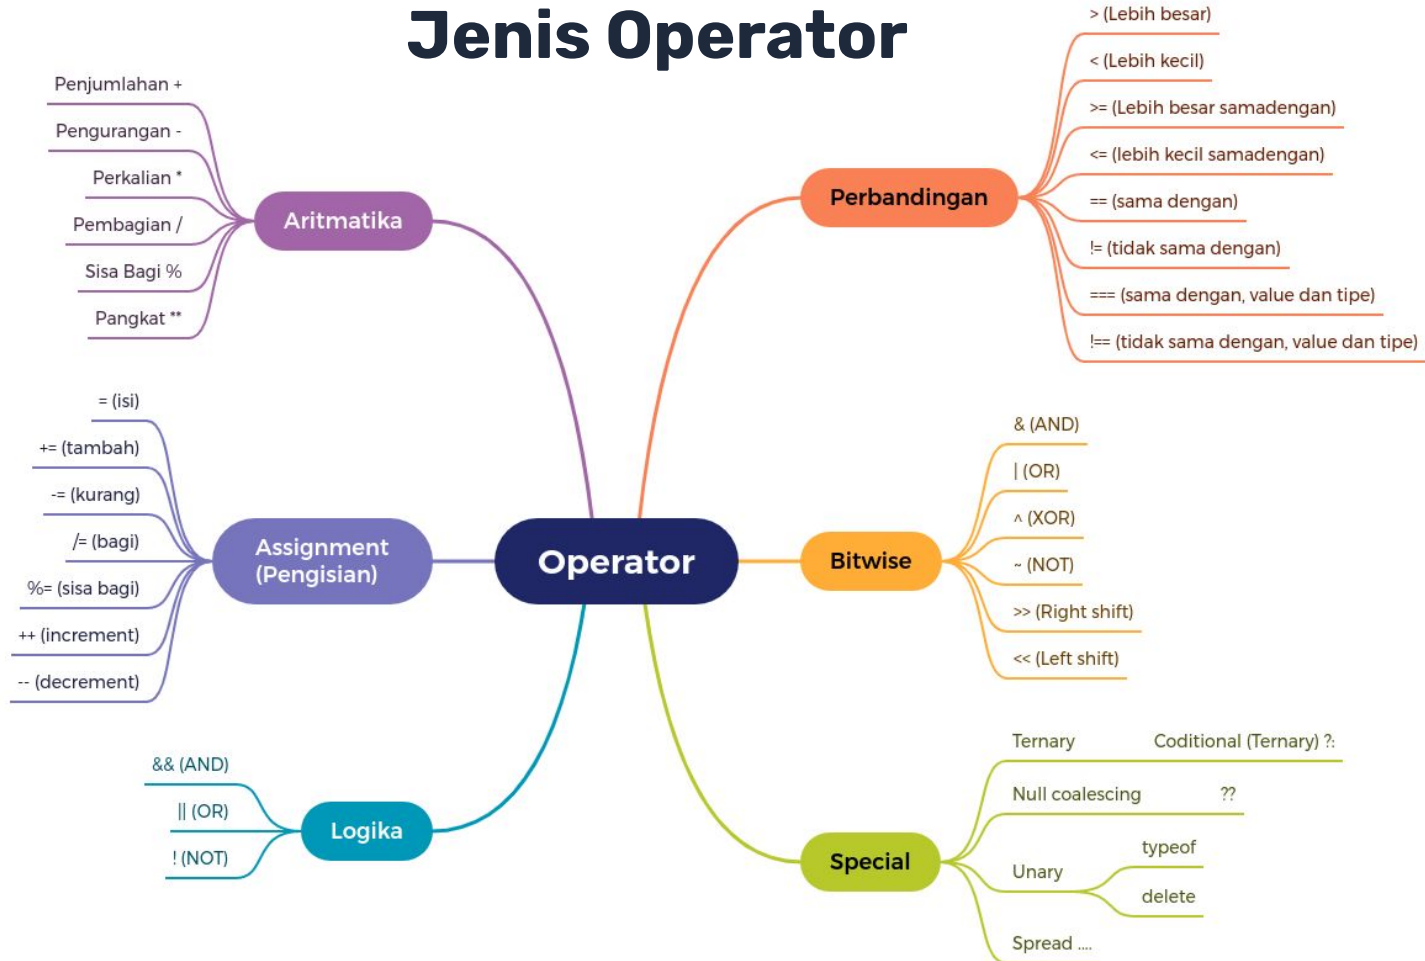 Jenis Operator
Penjumlahan +
Pengurangan -
Perkalian *
Pembagian /
Sisa Bagi %
Pangkat **
Aritmatika
= (isi)
+= (tambah)
-= (kurang)
/= (bagi)
%= (sisa bagi)
++ (increment)
-- (decrement)
Assignment
(Pengisian)
&& (AND)
|| (OR)
! (NOT)
Logika
Operator
Perbandingan
> (Lebih besar)
< (Lebih kecil)
>= (Lebih besar samadengan)
<= (lebih kecil samadengan)
== (sama dengan)
!= (tidak sama dengan)
=== (sama dengan, value dan tipe)
!== (tidak sama dengan, value dan tipe)
Bitwise
& (AND)
| (OR)
^ (XOR)
~ (NOT)
>> (Right shift)
<< (Left shift)
Special
Ternary Coditional (Ternary) ?:
Null coalescing ??
Unary
typeof
delete
Spread ....